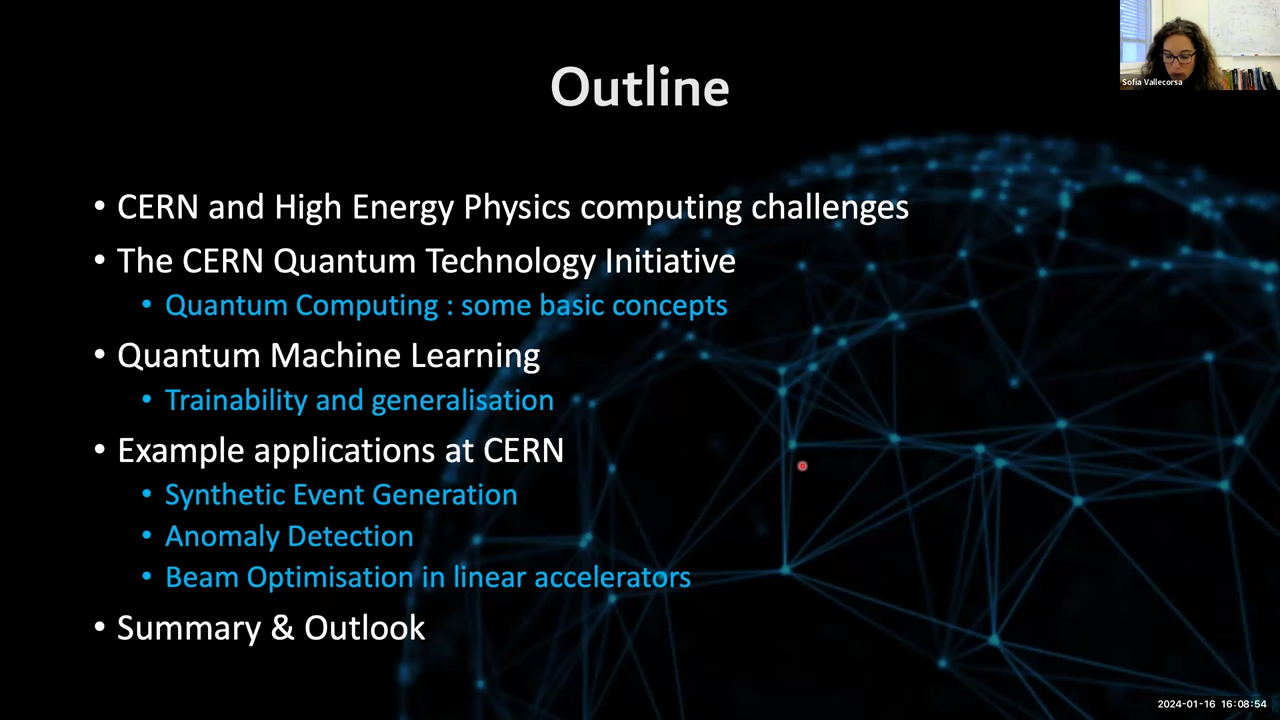 Outline
Sofia Vallecorsa
• CERN and High Energy Physics computing challenges
• The CERN Quantum Technology Initiative
• Quantum Computing : some basic concepts
• Quantum Machine Learning
• Trainability and generalisation
• Example applications at CERN
• Synthetic Event Generation
• Anomaly Detection
• Beam Optimisation in linear accelerators
• Summary & Outlook
2024-01-16 16:08:54